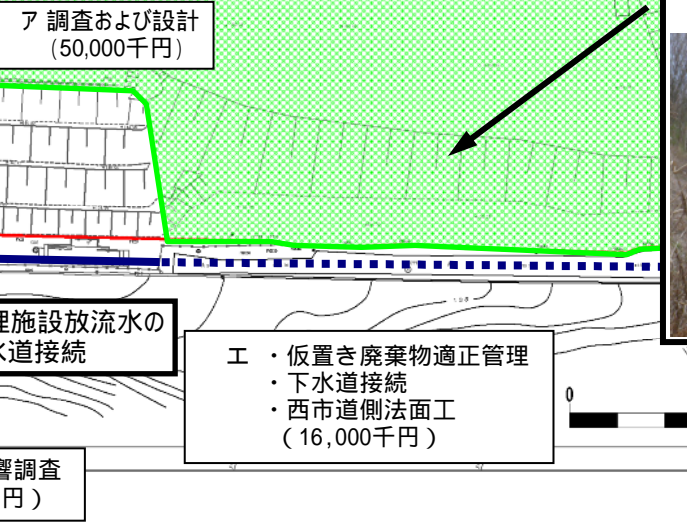 ア 調査および設計
(50,000千円)
理施設放流水の
水道接続
エ ・仮置き廃棄物適正管理
・下水道接続
・西市道側法面工
(16,000千円)
0
響調査
円)